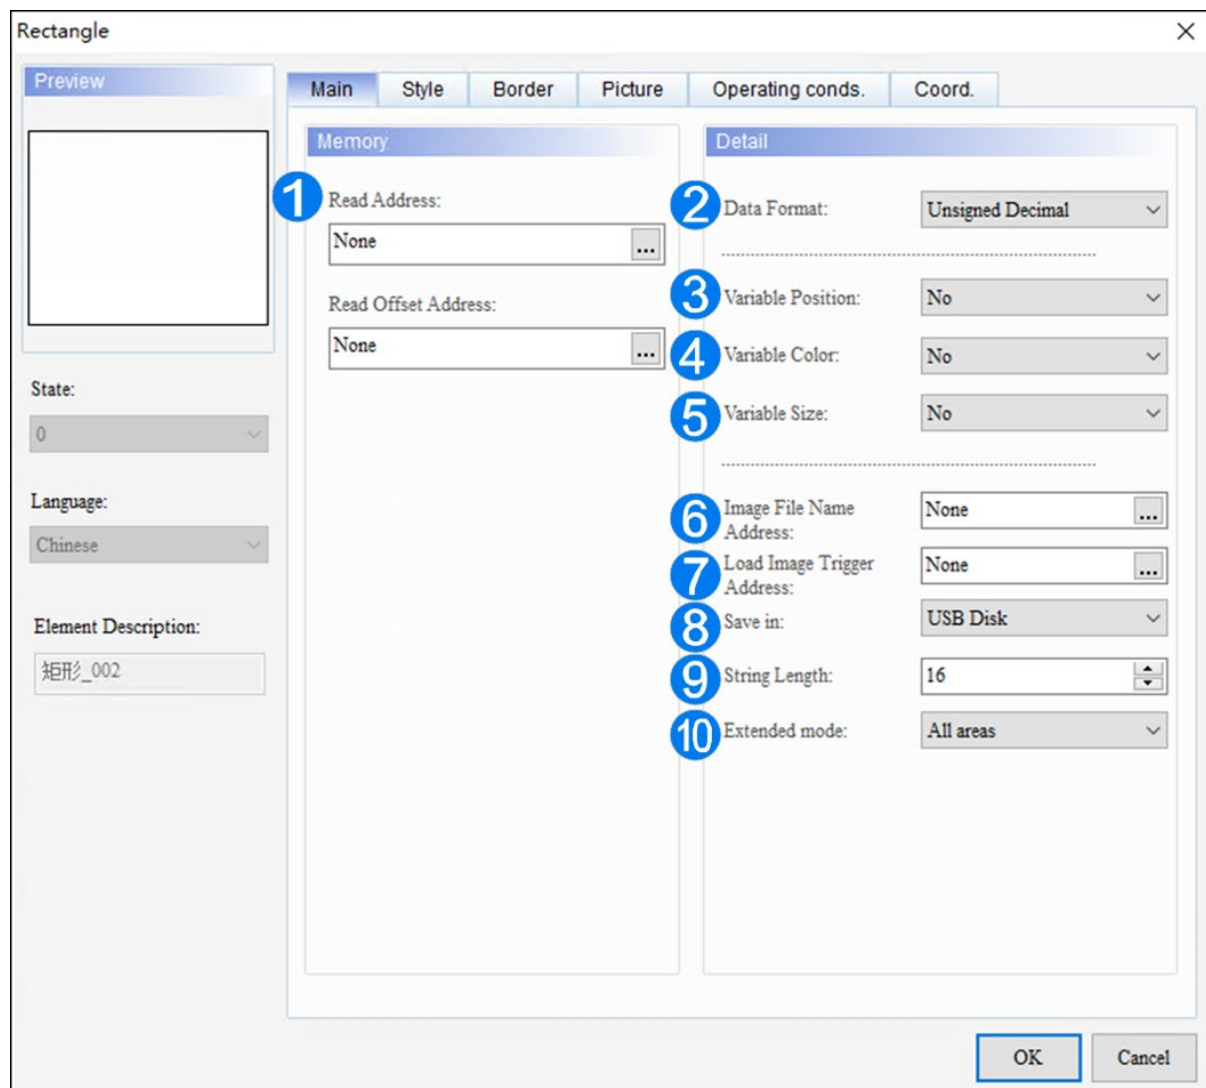 Rectangle
Preview
State:
0
Language:
Chinese
Element Description:
矩形_002
Main Style Border Picture Operating conds. Coord.
Memory
1 Read Address:
None ...
Read Offset Address:
None ...
Detail
2 Data Format: Unsigned Decimal
3 Variable Position: No
4 Variable Color: No
5 Variable Size: No
6 Image File Name
Address: None ...
7 Load Image Trigger
Address: None ...
8 Save in: USB Disk
9 String Length: 16
10 Extended mode: All areas
OK Cancel